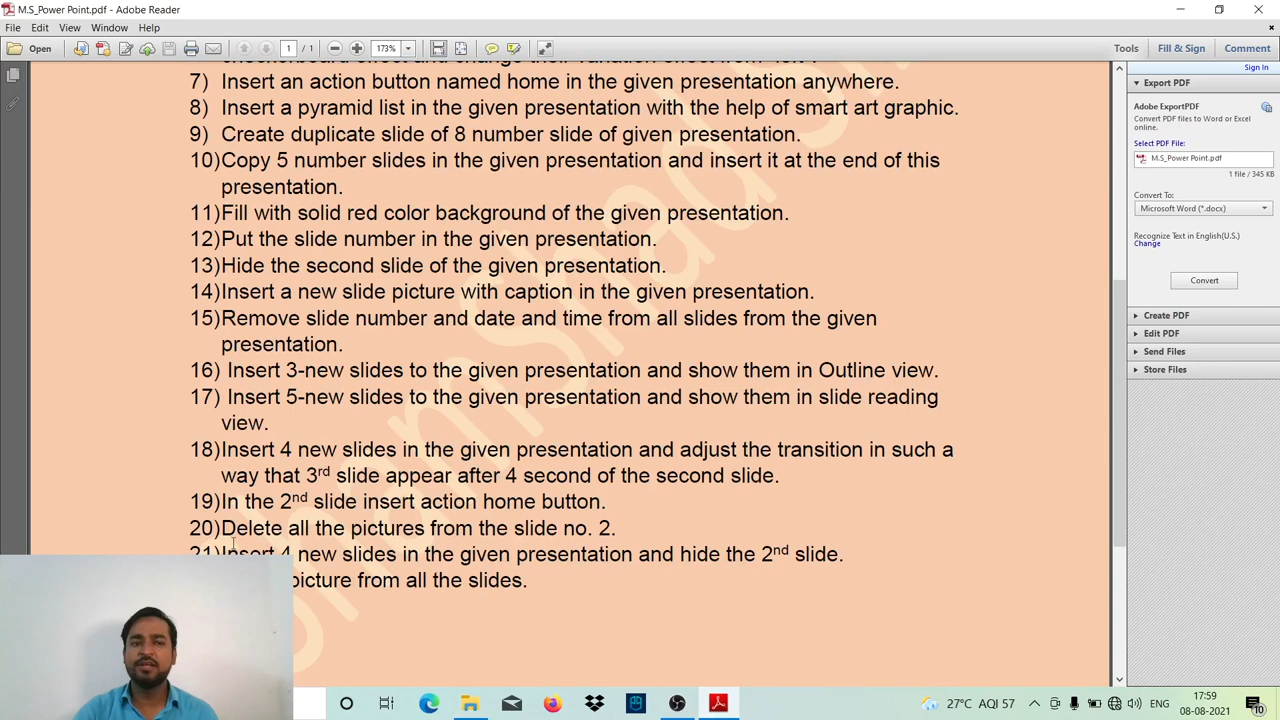 M.S_Power Point.pdf - Adobe Reader
File Edit View Window Help
Open 1 / 1 173% Tools Fill & Sign Comment
Sign In
7) Insert an action button named home in the given presentation anywhere.
8) Insert a pyramid list in the given presentation with the help of smart art graphic.
9) Create duplicate slide of 8 number slide of given presentation.
10)Copy 5 number slides in the given presentation and insert it at the end of this
presentation.
11)Fill with solid red color background of the given presentation.
12)Put the slide number in the given presentation.
13)Hide the second slide of the given presentation.
14)Insert a new slide picture with caption in the given presentation.
15)Remove slide number and date and time from all slides from the given
presentation.
16) Insert 3-new slides to the given presentation and show them in Outline view.
17) Insert 5-new slides to the given presentation and show them in slide reading
view.
18)Insert 4 new slides in the given presentation and adjust the transition in such a
way that 3rd slide appear after 4 second of the second slide.
19)In the 2nd slide insert action home button.
20)Delete all the pictures from the slide no. 2.
21)Insert 4 new slides in the given presentation and hide the 2nd slide.
picture from all the slides.
Export PDF
Adobe ExportPDF
Convert PDF files to Word or Excel
online.
Select PDF File:
M.S_Power Point.pdf
1 file / 345 KB
Convert To:
Microsoft Word (*.docx)
Recognize Text in English(U.S.)
Change
Convert
Create PDF
Edit PDF
Send Files
Store Files
27°C AQI 57
17:59
08-08-2021
10